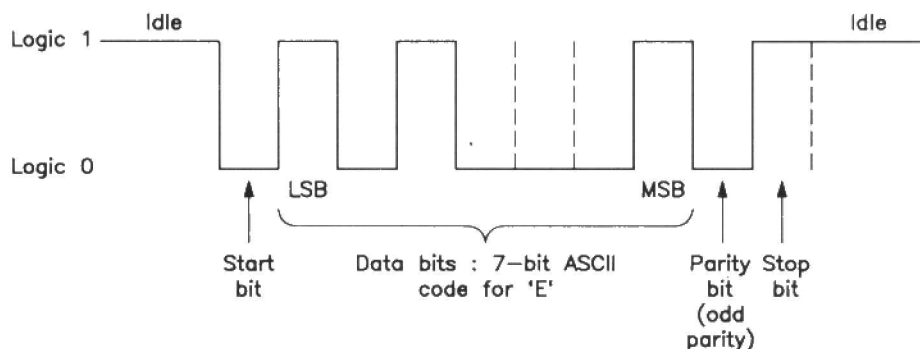 Idle
Idle
Logic 1
Logic 0
LSB
MSB
Start
bit
Data bits : 7-bit ASCII
code for 'E'
Parity
bit
(odd
parity)
Stop
bit